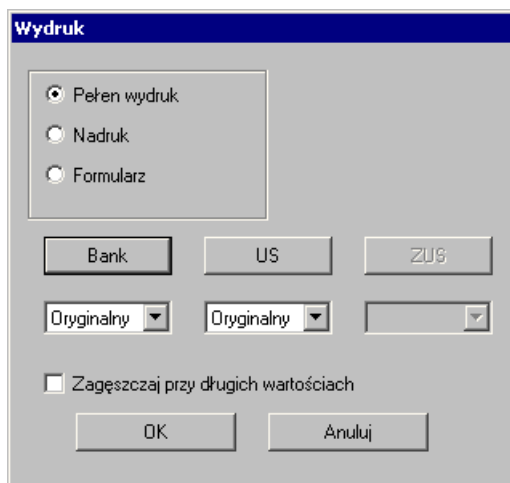 Wydruk
Pełen wydruk
Nadruk
Formularz
Bank US ZUS
Oryginalny Oryginalny
Zagęszczaj przy długich wartościach
OK Anuluj